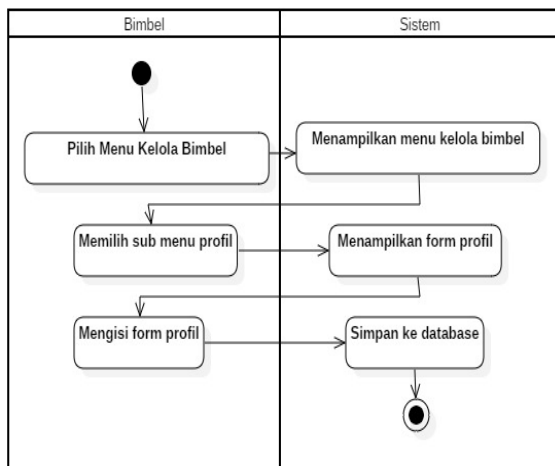 Bimbel
Sistem
Pilih Menu Kelola Bimbel
Menampilkan menu kelola bimbel
Memilih sub menu profil
Menampilkan form profil
Mengisi form profil
Simpan ke database